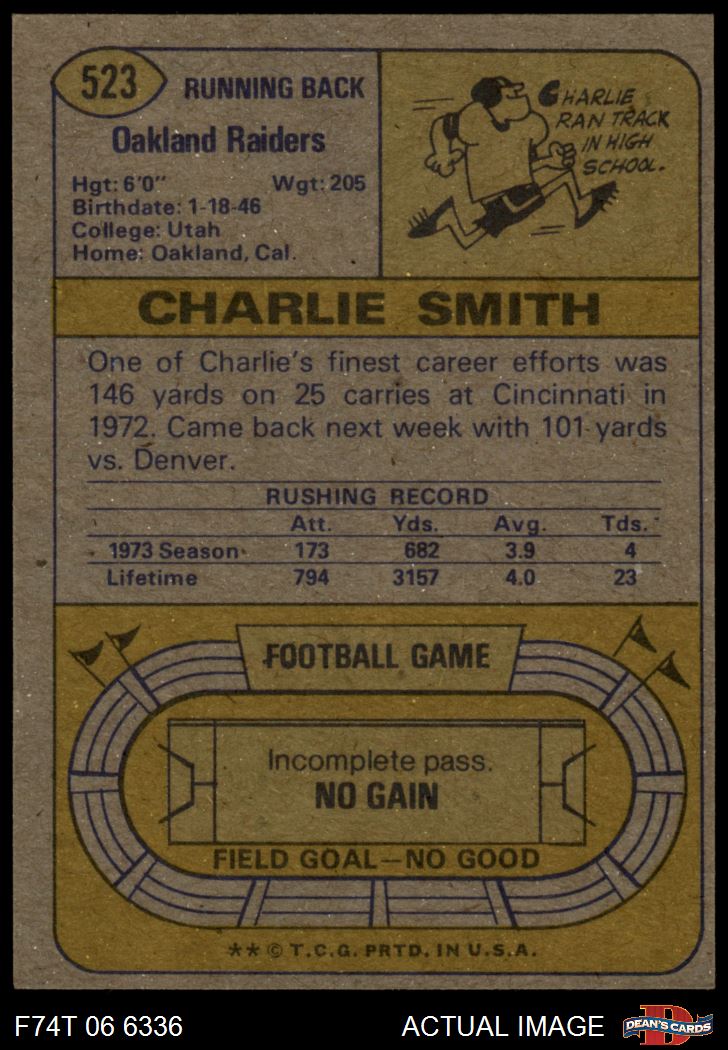 523
RUNNING BACK
Oakland Raiders
Hgt: 6'0" Wgt: 205
Birthdate: 1-18-46
College: Utah
Home: Oakland, Cal.
CHARLIE
RAN TRACK
IN HIGH
SCHOOL.
CHARLIE SMITH
One of Charlie's finest career efforts was
146 yards on 25 carries at Cincinnati in
1972. Came back next week with 101 yards
vs. Denver.
RUSHING RECORD
Att. Yds. Avg. Tds.
1973 Season 173 682 3.9 4
Lifetime 794 3157 4.0 23
FOOTBALL GAME
Incomplete pass.
NO GAIN
FIELD GOAL—NO GOOD
** © T.C.G. PRTD. IN U.S.A.
F74T 06 6336 ACTUAL IMAGE
D
DEAN'S CARDS